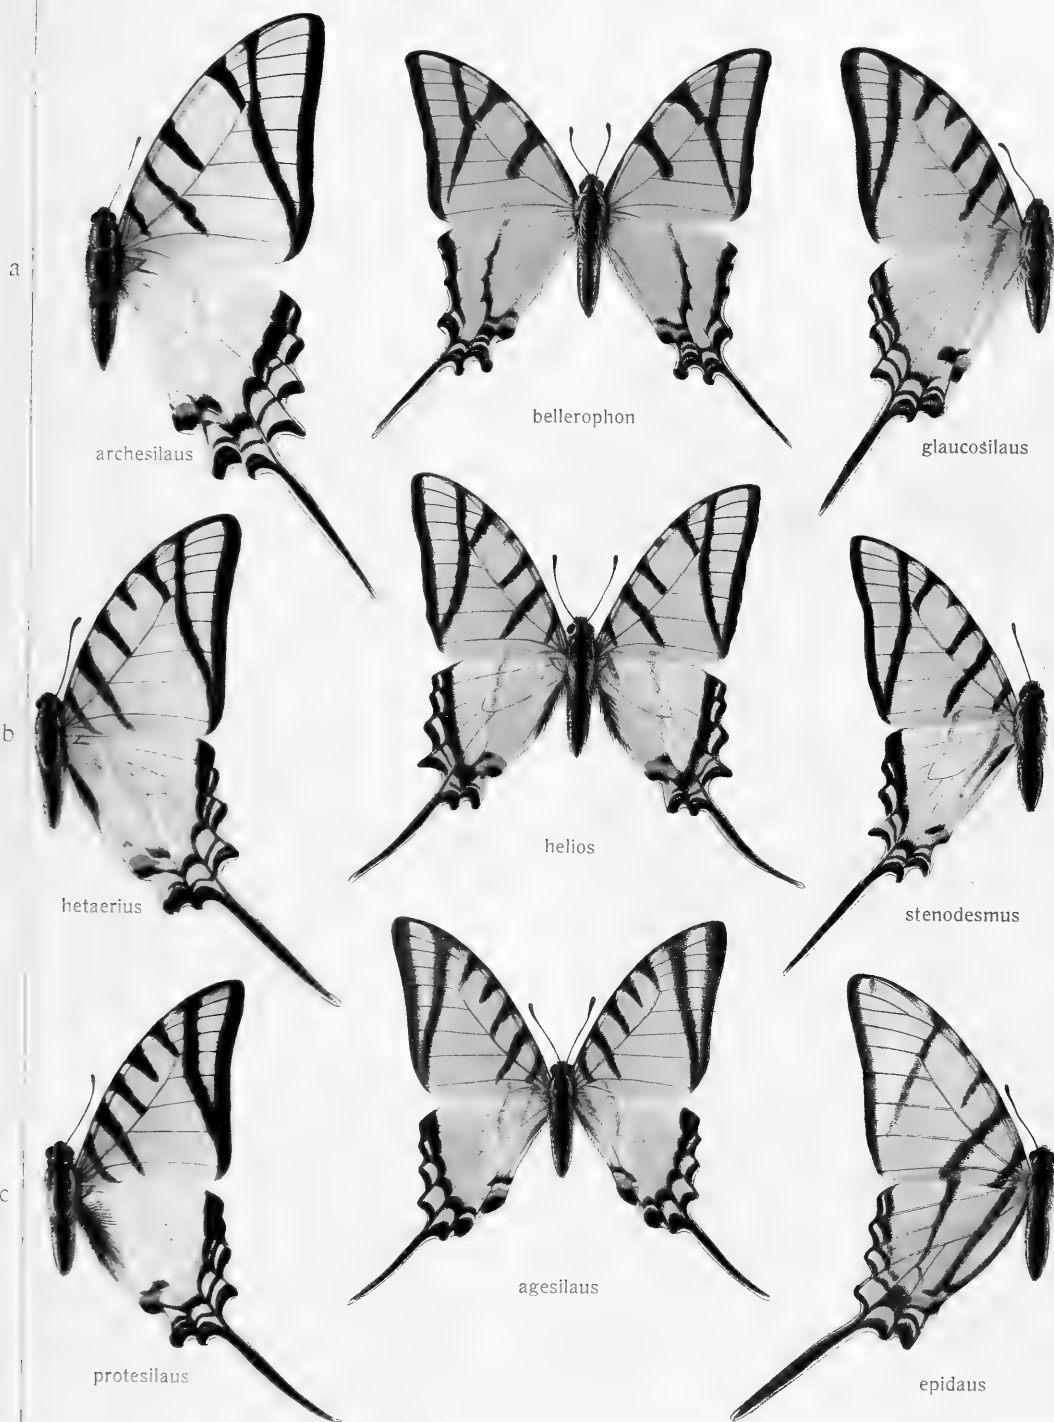 a
archesilaus
bellerophon
glaucosilaus
b
hetaerius
helios
stenodesmus
c
protesilaus
agesilaus
epidaus